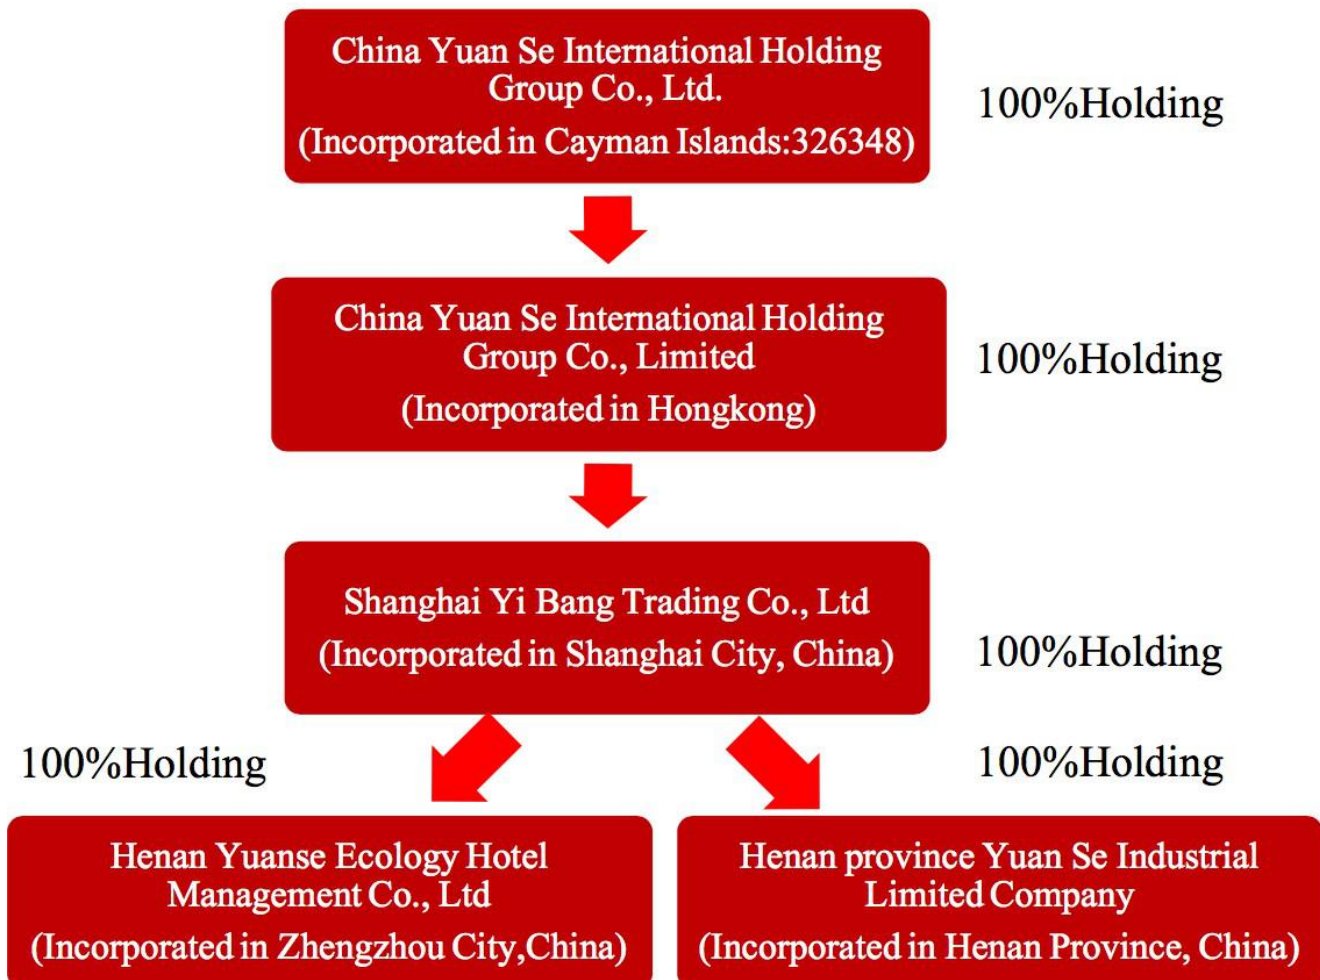 China Yuan Se International Holding
Group Co., Ltd.
(Incorporated in Cayman Islands:326348)
100%Holding
China Yuan Se International Holding
Group Co., Limited
(Incorporated in Hongkong)
100%Holding
Shanghai Yi Bang Trading Co., Ltd
(Incorporated in Shanghai City, China)
100%Holding
100%Holding
100%Holding
Henan Yuanse Ecology Hotel
Management Co., Ltd
(Incorporated in Zhengzhou City,China)
Henan province Yuan Se Industrial
Limited Company
(Incorporated in Henan Province, China)